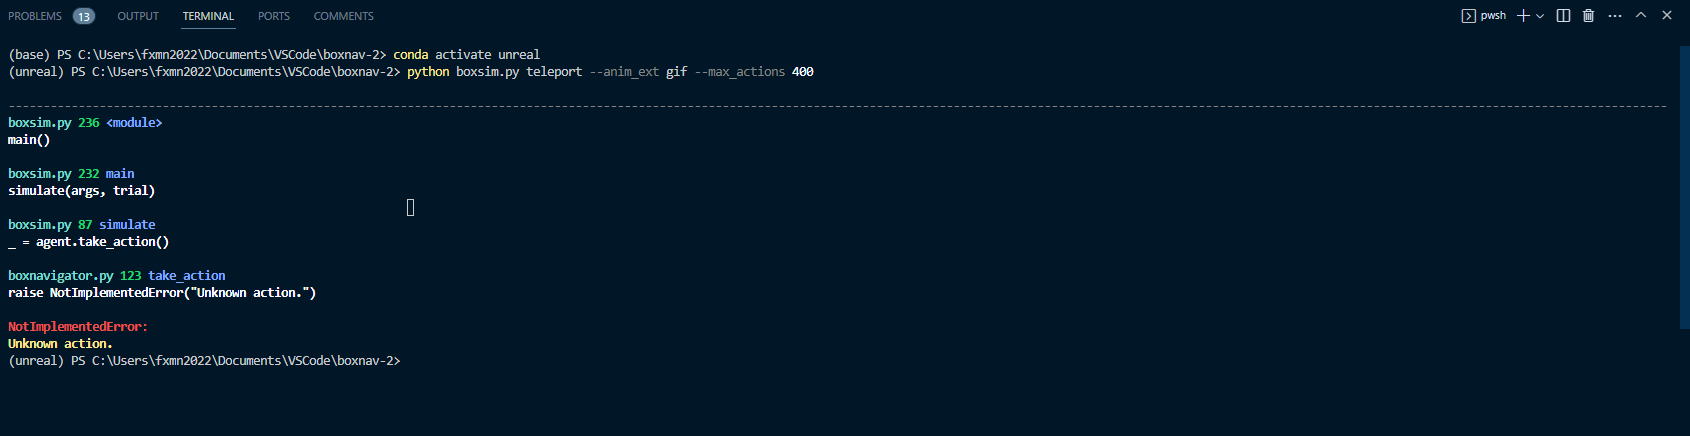 PROBLEMS 13 OUTPUT TERMINAL PORTS COMMENTS pwsh
(base) PS C:\Users\fxmn2022\Documents\VSCode\boxnav-2> conda activate unreal
(unreal) PS C:\Users\fxmn2022\Documents\VSCode\boxnav-2> python boxsim.py teleport --anim_ext gif --max_actions 400
boxsim.py 236 <module>
main()
boxsim.py 232 main
simulate(args, trial)
boxsim.py 87 simulate
_ = agent.take_action()
boxnavigator.py 123 take_action
raise NotImplementedError("Unknown action.")
NotImplementedError:
Unknown action.
(unreal) PS C:\Users\fxmn2022\Documents\VSCode\boxnav-2>